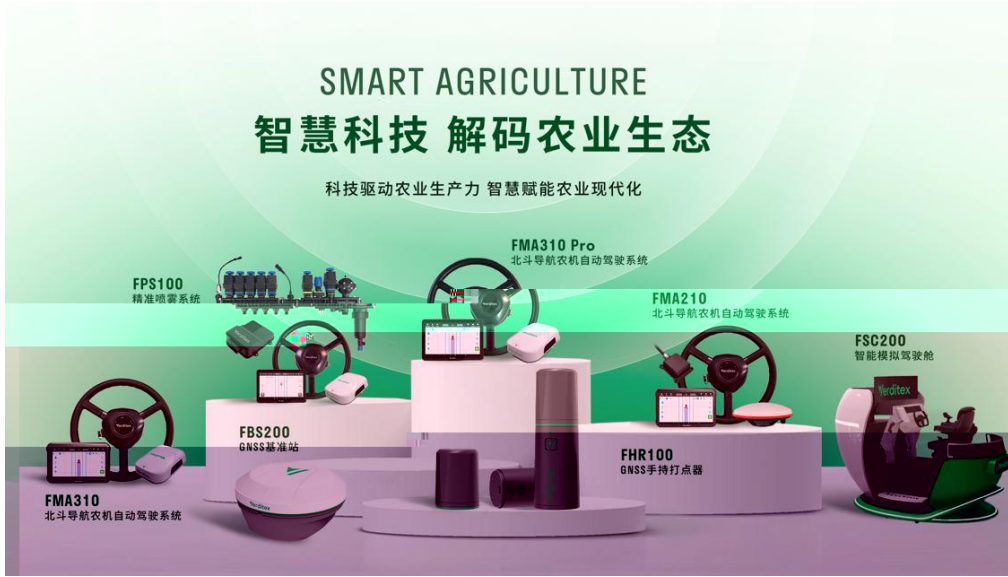 SMART AGRICULTURE
智慧科技 解码农业生态
科技驱动农业生产力 智慧赋能农业现代化
FMA310 Pro
北斗导航农机自动驾驶系统
FPS100
精准喷雾系统
FMA210
北斗导航农机自动驾驶系统
FSC200
智能模拟驾驶舱
Verditex
FBS200
GNSS基准站
Verditex
FHR100
GNSS手持打点器
FMA310
北斗导航农机自动驾驶系统